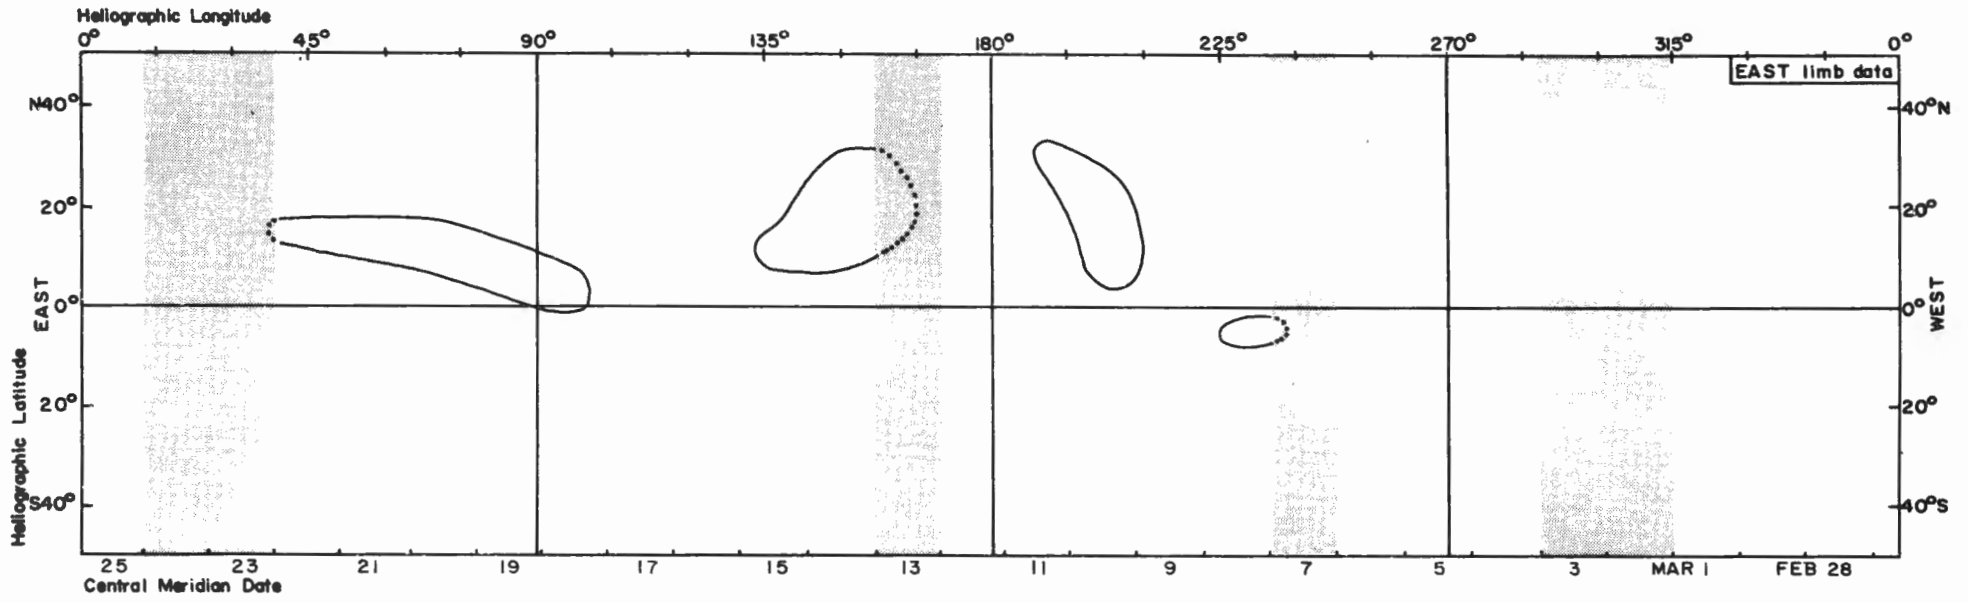 Heliographic Longitude
0° 45° 90° 135° 180° 225° 270° 315° 0°
EAST limb data
N40° 40°N
20° 20°
0° 0°
EAST WEST
20° 20°
S40° 40°S
Heliographic Latitude
25 23 21 19 17 15 13 11 9 7 5 3 MAR 1 FEB 28
Central Meridian Date